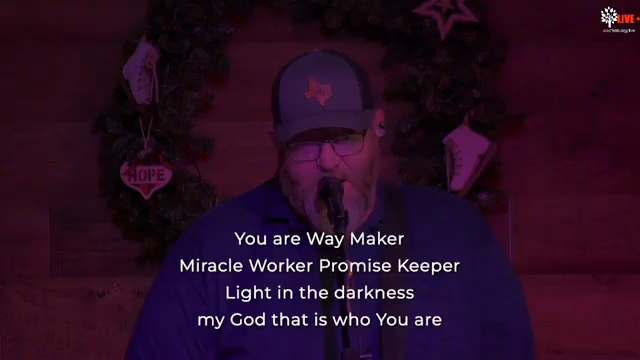 LIVE
HOPE
You are Way Maker
Miracle Worker Promise Keeper
Light in the darkness
my God that is who You are